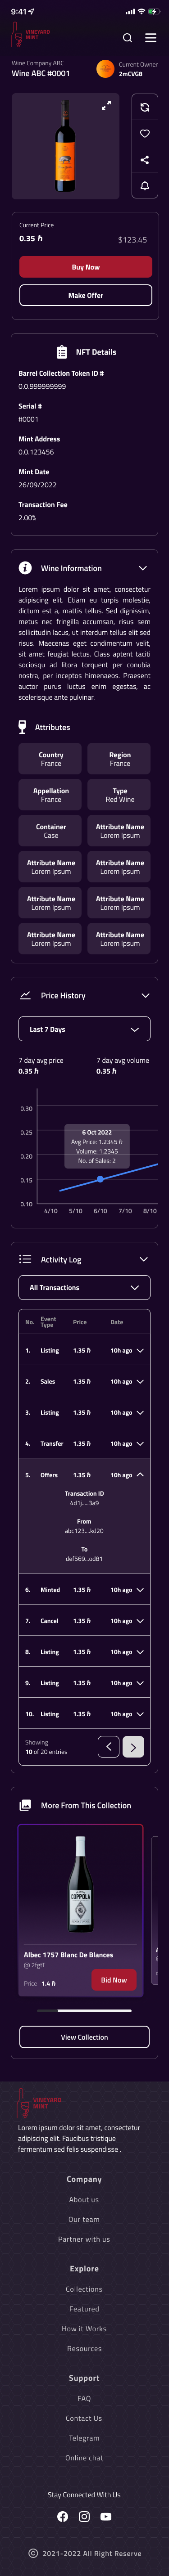 9:41
VINEYARD
MINT
Wine Company ABC
Wine ABC #0001
Current Owner
2mCVGB
Current Price
0.35 ℏ
$123.45
Buy Now
Make Offer
NFT Details
Barrel Collection Token ID #
0.0.999999999
Serial #
#0001
Mint Address
0.0.123456
Mint Date
26/09/2022
Transaction Fee
2.00%
Wine Information
Lorem ipsum dolor sit amet, consectetur
adipiscing elit. Etiam eu turpis molestie,
dictum est a, mattis tellus. Sed dignissim,
metus nec fringilla accumsan, risus sem
sollicitudin lacus, ut interdum tellus elit sed
risus. Maecenas eget condimentum velit,
sit amet feugiat lectus. Class aptent taciti
sociosqu ad litora torquent per conubia
nostra, per inceptos himenaeos. Praesent
auctor purus luctus enim egestas, ac
scelerisque ante pulvinar.
Attributes
Country
France
Region
France
Appellation
France
Type
Red Wine
Container
Case
Attribute Name
Lorem Ipsum
Attribute Name
Lorem Ipsum
Attribute Name
Lorem Ipsum
Attribute Name
Lorem Ipsum
Attribute Name
Lorem Ipsum
Attribute Name
Lorem Ipsum
Attribute Name
Lorem Ipsum
Price History
Last 7 Days
7 day avg price
0.35 ℏ
7 day avg volume
0.35 ℏ
0.30
0.25
0.20
0.15
0.10
6 Oct 2022
Avg Price: 1.2345 ℏ
Volume: 1.2345
No. of Sales: 2
4/10 5/10 6/10 7/10 8/10
Activity Log
All Transactions
No. Event Type Price Date
1. Listing 1.35 ℏ 10h ago
2. Sales 1.35 ℏ 10h ago
3. Listing 1.35 ℏ 10h ago
4. Transfer 1.35 ℏ 10h ago
5. Offers 1.35 ℏ 10h ago
Transaction ID
4d1j.....3a9
From
abc123....kd20
To
def569...od81
6. Minted 1.35 ℏ 10h ago
7. Cancel 1.35 ℏ 10h ago
8. Listing 1.35 ℏ 10h ago
9. Listing 1.35 ℏ 10h ago
10. Listing 1.35 ℏ 10h ago
Showing
10 of 20 entries
More From This Collection
COPPOLA
Albec 1757 Blanc De Blances
@ 2fgtT
Price 1.4 ℏ
Bid Now
View Collection
VINEYARD
MINT
Lorem ipsum dolor sit amet, consectetur
adipiscing elit. Faucibus tristique
fermentum sed felis suspendisse .
Company
About us
Our team
Partner with us
Explore
Collections
Featured
How it Works
Resources
Support
FAQ
Contact Us
Telegram
Online chat
Stay Connected With Us
© 2021-2022 All Right Reserve